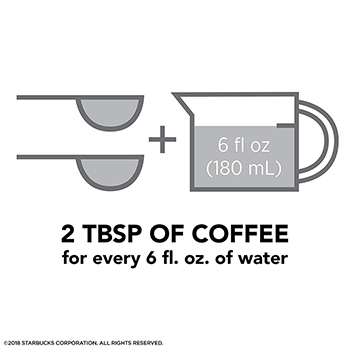 6 fl oz
(180 mL)
2 TBSP OF COFFEE
for every 6 fl. oz. of water
©2018 STARBUCKS CORPORATION. ALL RIGHTS RESERVED.